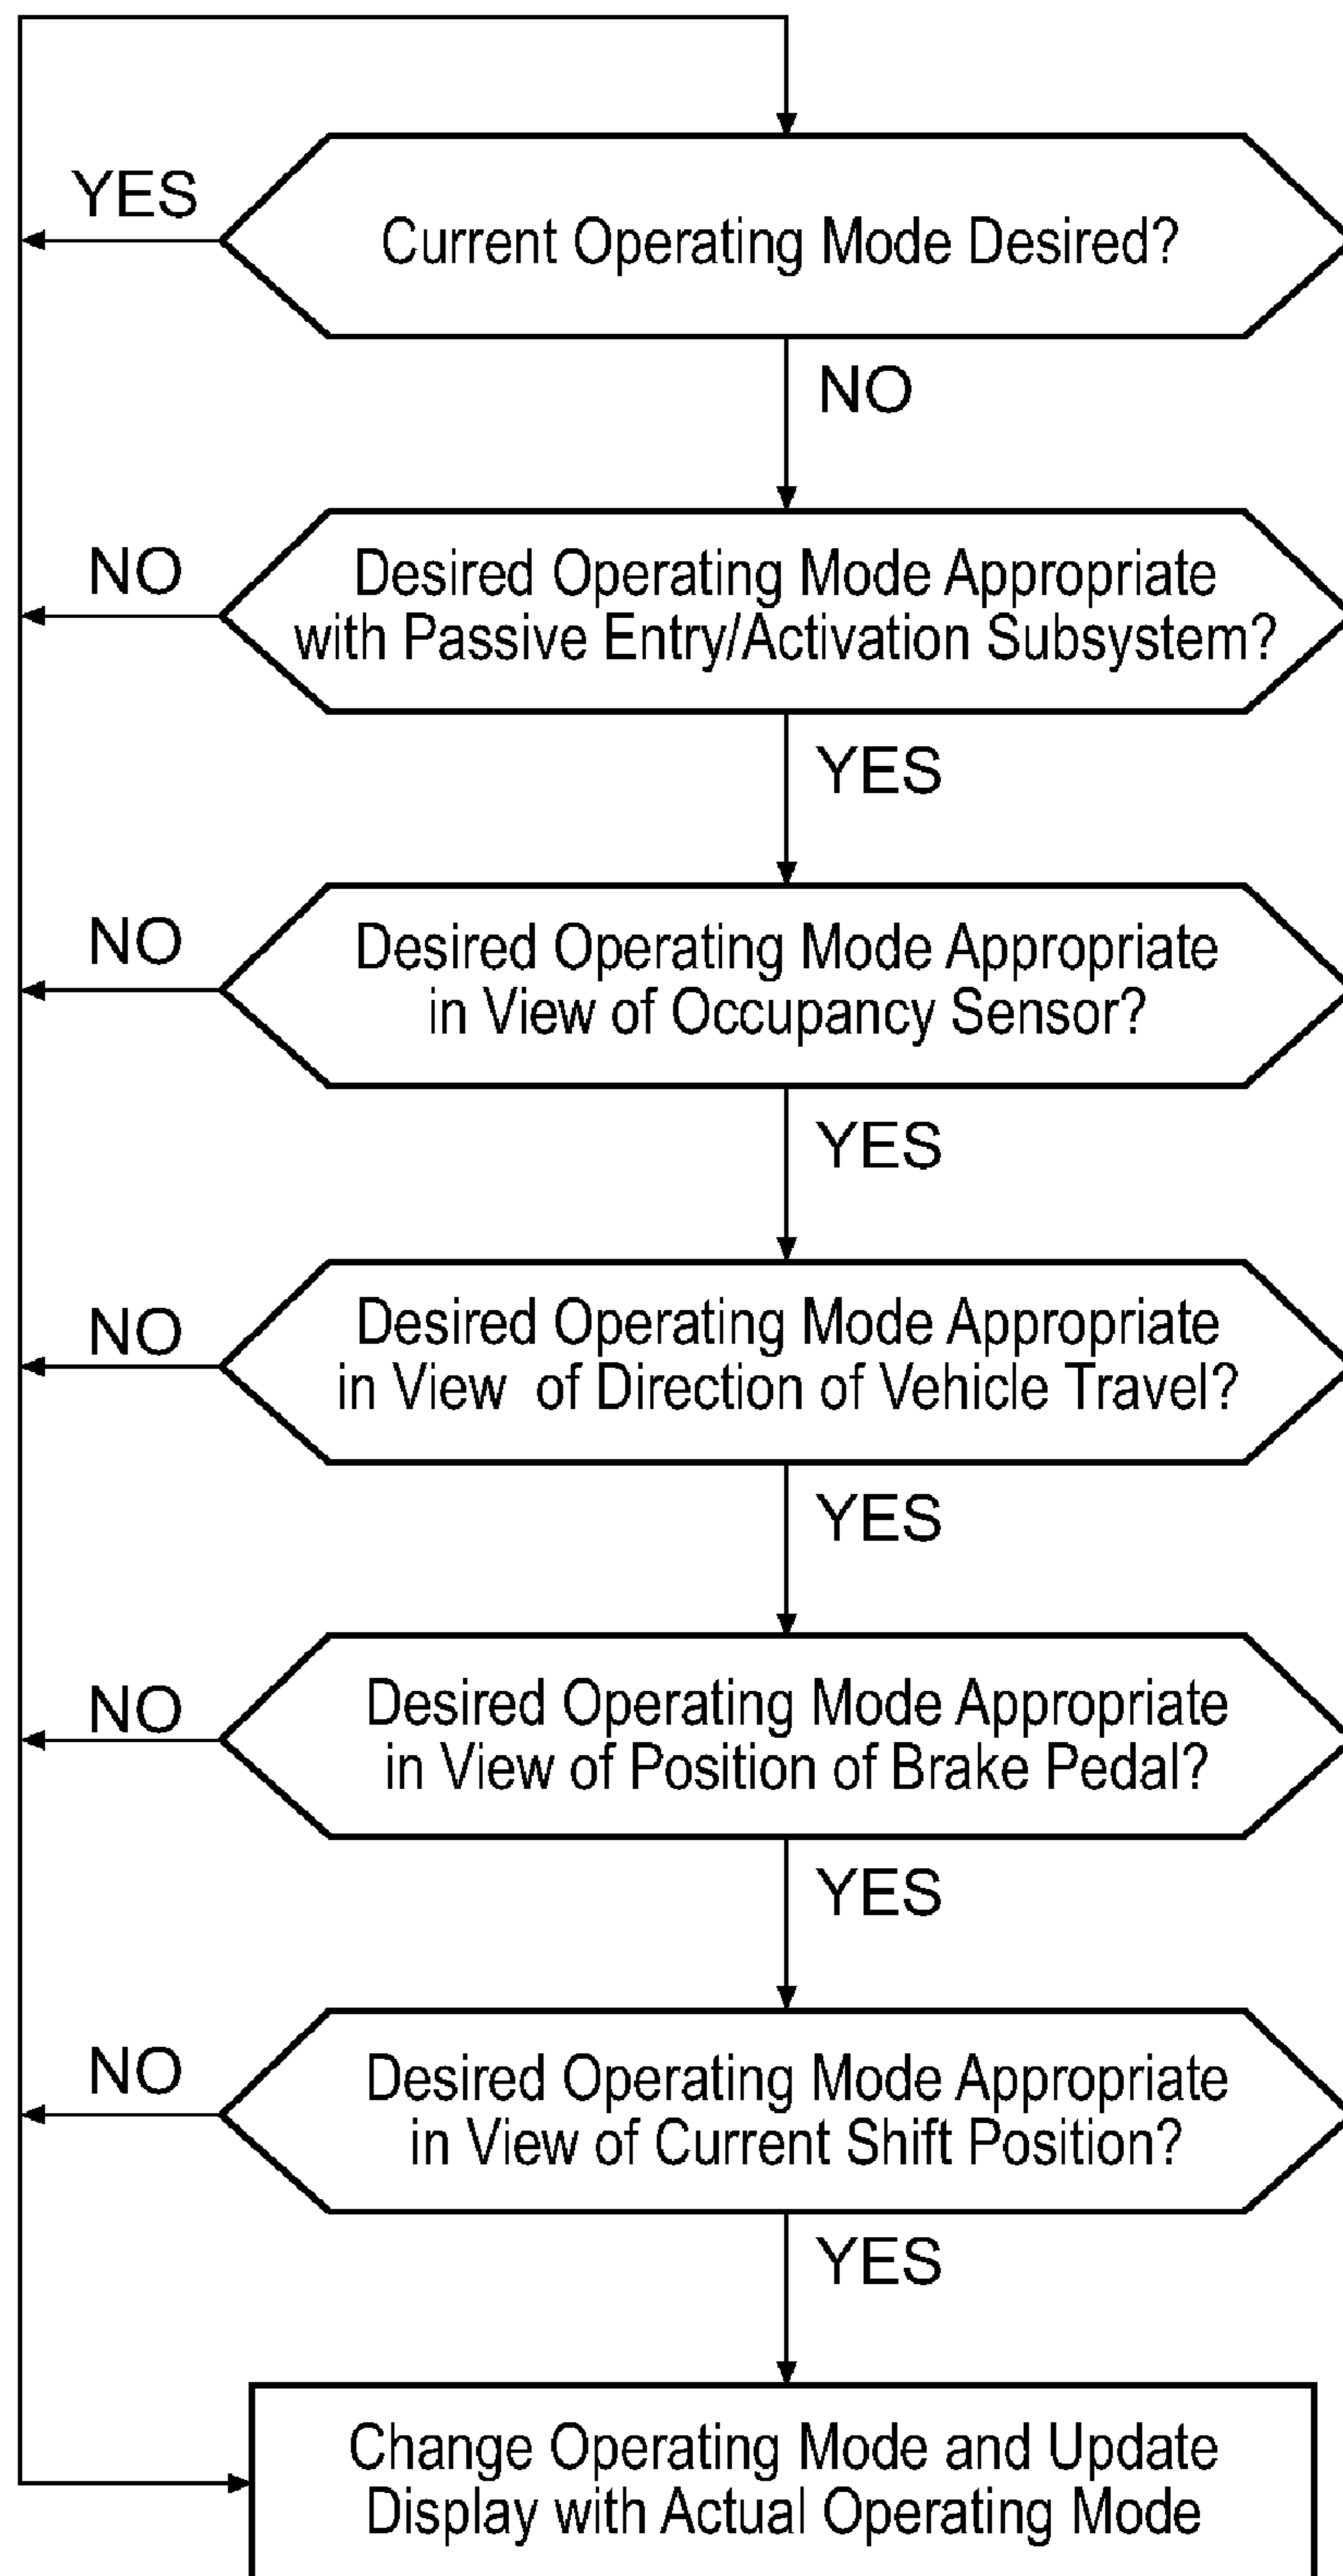 YES
Current Operating Mode Desired?
NO
NO
Desired Operating Mode Appropriate
with Passive Entry/Activation Subsystem?
YES
NO
Desired Operating Mode Appropriate
in View of Occupancy Sensor?
YES
NO
Desired Operating Mode Appropriate
in View of Direction of Vehicle Travel?
YES
NO
Desired Operating Mode Appropriate
in View of Position of Brake Pedal?
YES
NO
Desired Operating Mode Appropriate
in View of Current Shift Position?
YES
Change Operating Mode and Update
Display with Actual Operating Mode